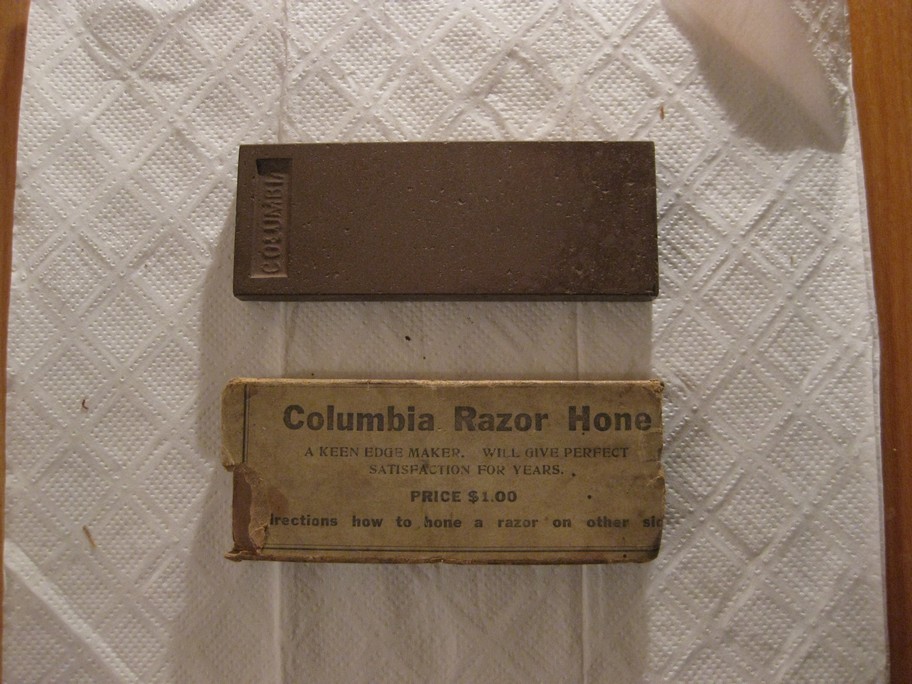 COLUMBIA
Columbia Razor Hone
A KEEN EDGE MAKER. WILL GIVE PERFECT
SATISFACTION FOR YEARS.
PRICE $1.00
irections how to hone a razor on other sid